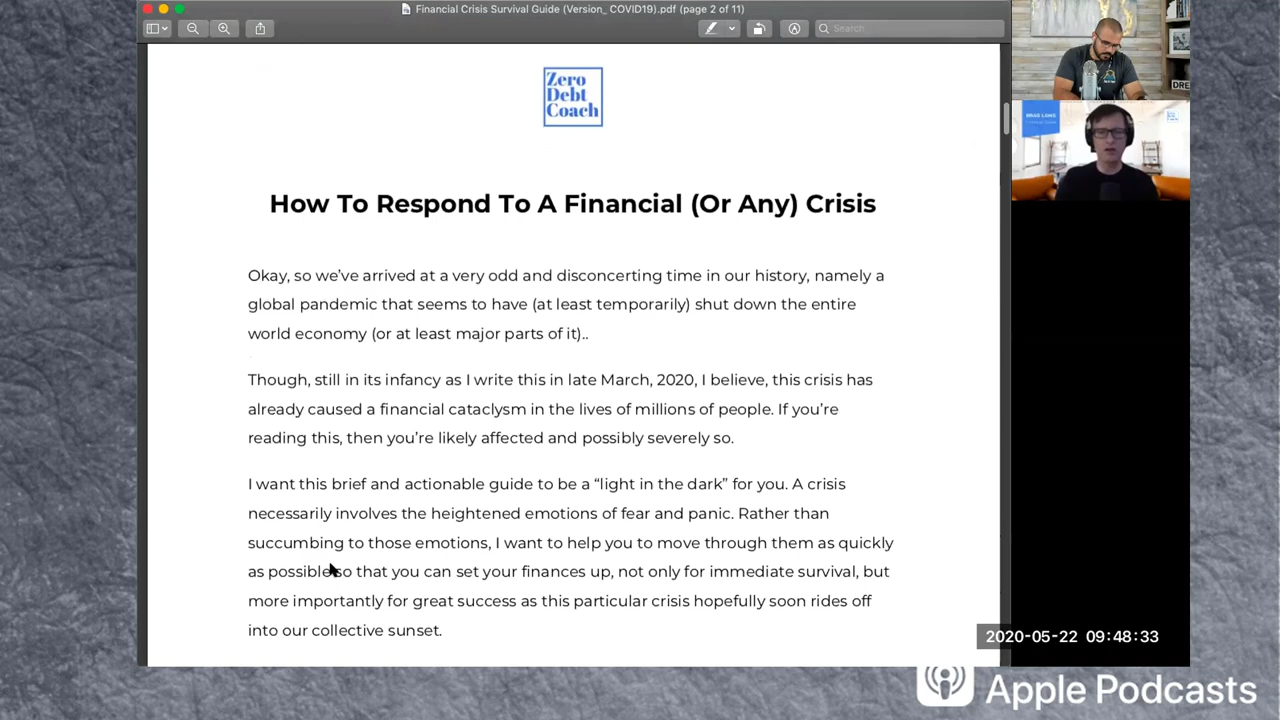 Financial Crisis Survival Guide (Version_ COVID19).pdf (page 2 of 11)
Search
Zero
Debt
Coach
How To Respond To A Financial (Or Any) Crisis
Okay, so we’ve arrived at a very odd and disconcerting time in our history, namely a
global pandemic that seems to have (at least temporarily) shut down the entire
world economy (or at least major parts of it)..
Though, still in its infancy as I write this in late March, 2020, I believe, this crisis has
already caused a financial cataclysm in the lives of millions of people. If you’re
reading this, then you’re likely affected and possibly severely so.
I want this brief and actionable guide to be a “light in the dark” for you. A crisis
necessarily involves the heightened emotions of fear and panic. Rather than
succumbing to those emotions, I want to help you to move through them as quickly
as possible so that you can set your finances up, not only for immediate survival, but
more importantly for great success as this particular crisis hopefully soon rides off
into our collective sunset.
DRE
2020-05-22 09:48:33
Apple Podcasts